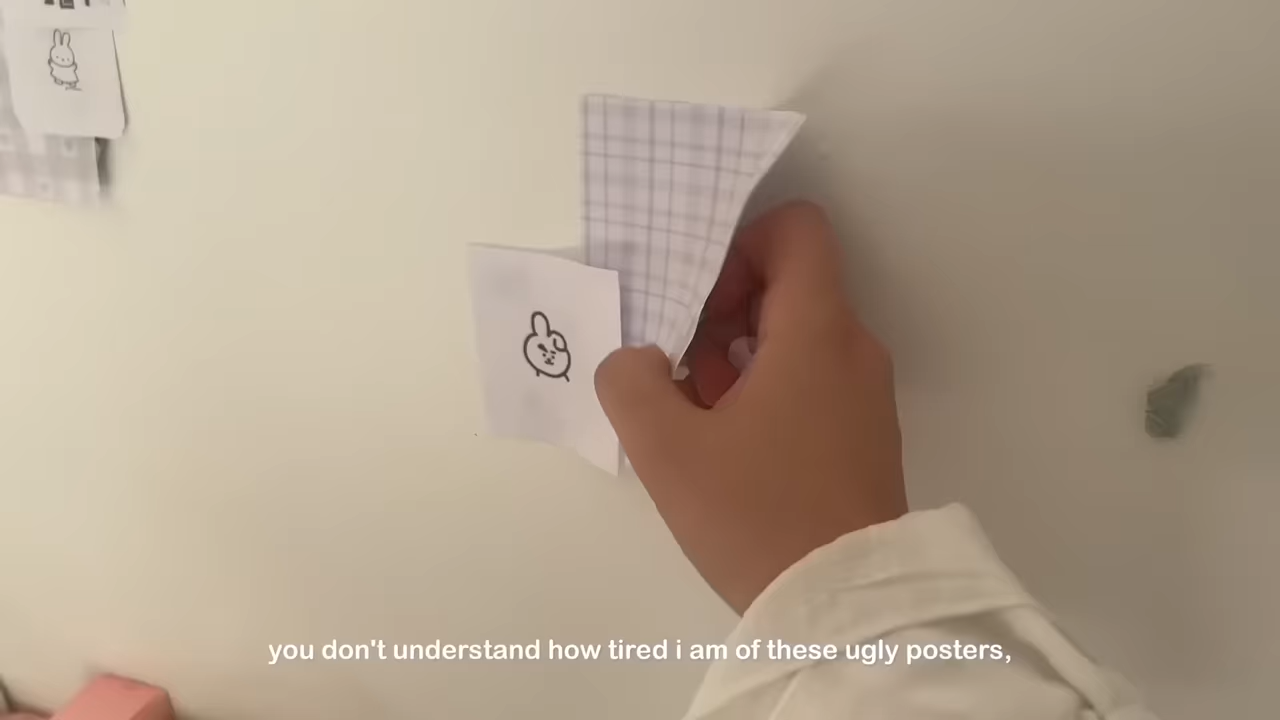 you don't understand how tired i am of these ugly posters,